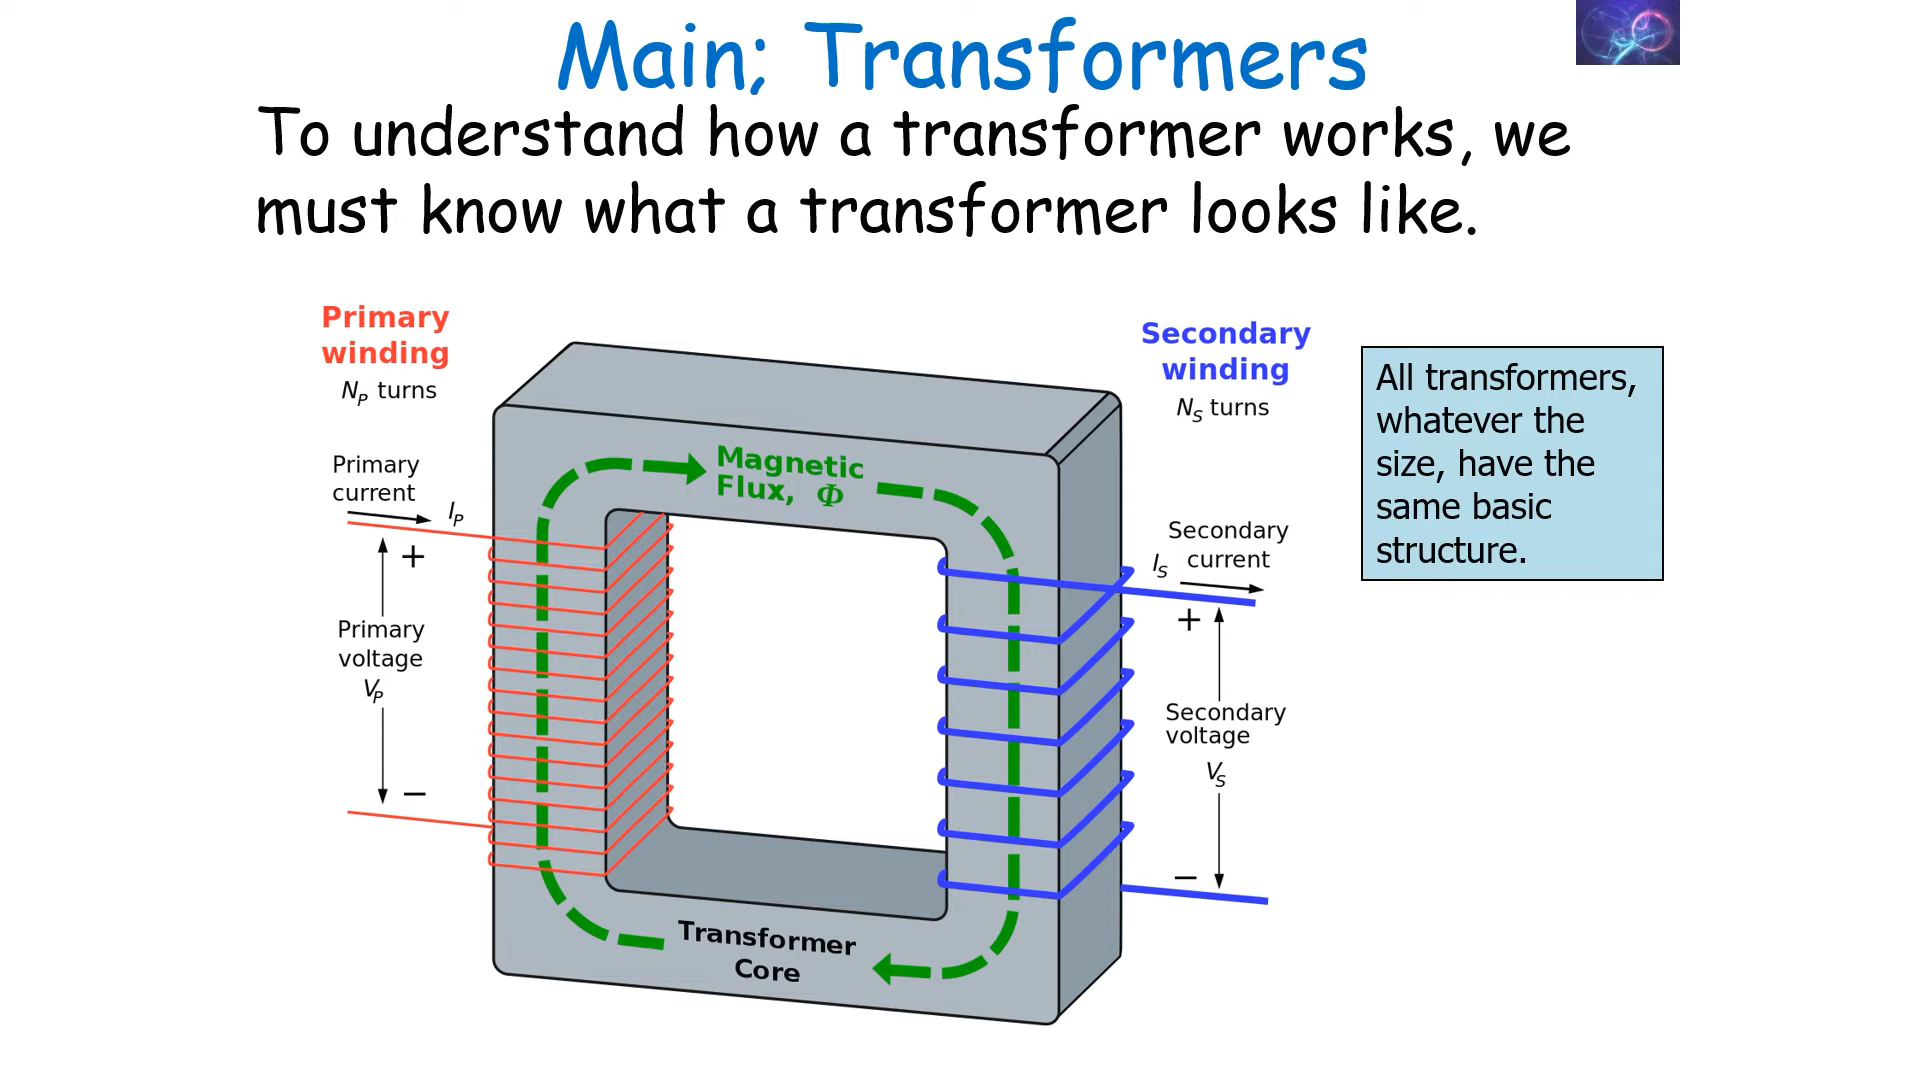 Main; Transformers
To understand how a transformer works, we
must know what a transformer looks like.
Primary
winding
NP turns
Primary
current
IP
+
Primary
voltage
VP
−
Magnetic
Flux, Φ
Transformer
Core
Secondary
winding
NS turns
Secondary
current
IS
+
Secondary
voltage
VS
−
All transformers,
whatever the
size, have the
same basic
structure.